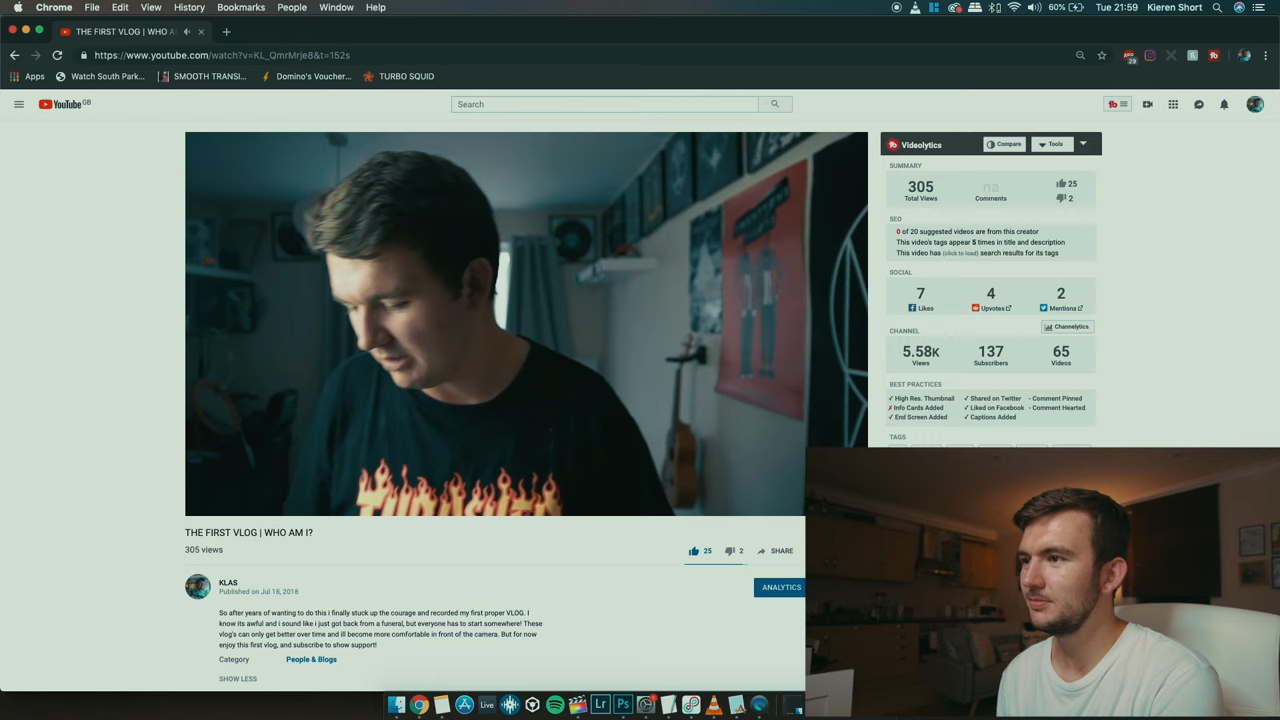 Chrome File Edit View History Bookmarks People Window Help 60% Tue 21:59 Kieren Short
THE FIRST VLOG | WHO A
https://www.youtube.com/watch?v=KL_QmrMrje8&t=152s
29
Apps Watch South Park... SMOOTH TRANSI... Domino's Voucher... TURBO SQUID
YouTube GB
Search
Videolytics Compare Tools
SUMMARY
305 na 25
Total Views Comments 2
SEO
0 of 20 suggested videos are from this creator
This video's tags appear 5 times in title and description
This video has (click to load) search results for its tags
SOCIAL
7 4 2
Likes Upvotes Mentions
CHANNEL Channelytics
5.58K 137 65
Views Subscribers Videos
BEST PRACTICES
✓ High Res. Thumbnail ✓ Shared on Twitter - Comment Pinned
✗ Info Cards Added ✓ Liked on Facebook - Comment Hearted
✓ End Screen Added ✓ Captions Added
TAGS
THE FIRST VLOG | WHO AM I?
305 views
25 2 SHARE
KLAS
Published on Jul 18, 2018
ANALYTICS
So after years of wanting to do this i finally stuck up the courage and recorded my first proper VLOG. I
know its awful and i sound like i just got back from a funeral, but everyone has to start somewhere! These
vlog's can only get better over time and ill become more comfortable in front of the camera. But for now
enjoy this first vlog, and subscribe to show support!
Category People & Blogs
SHOW LESS
Live Lr Ps